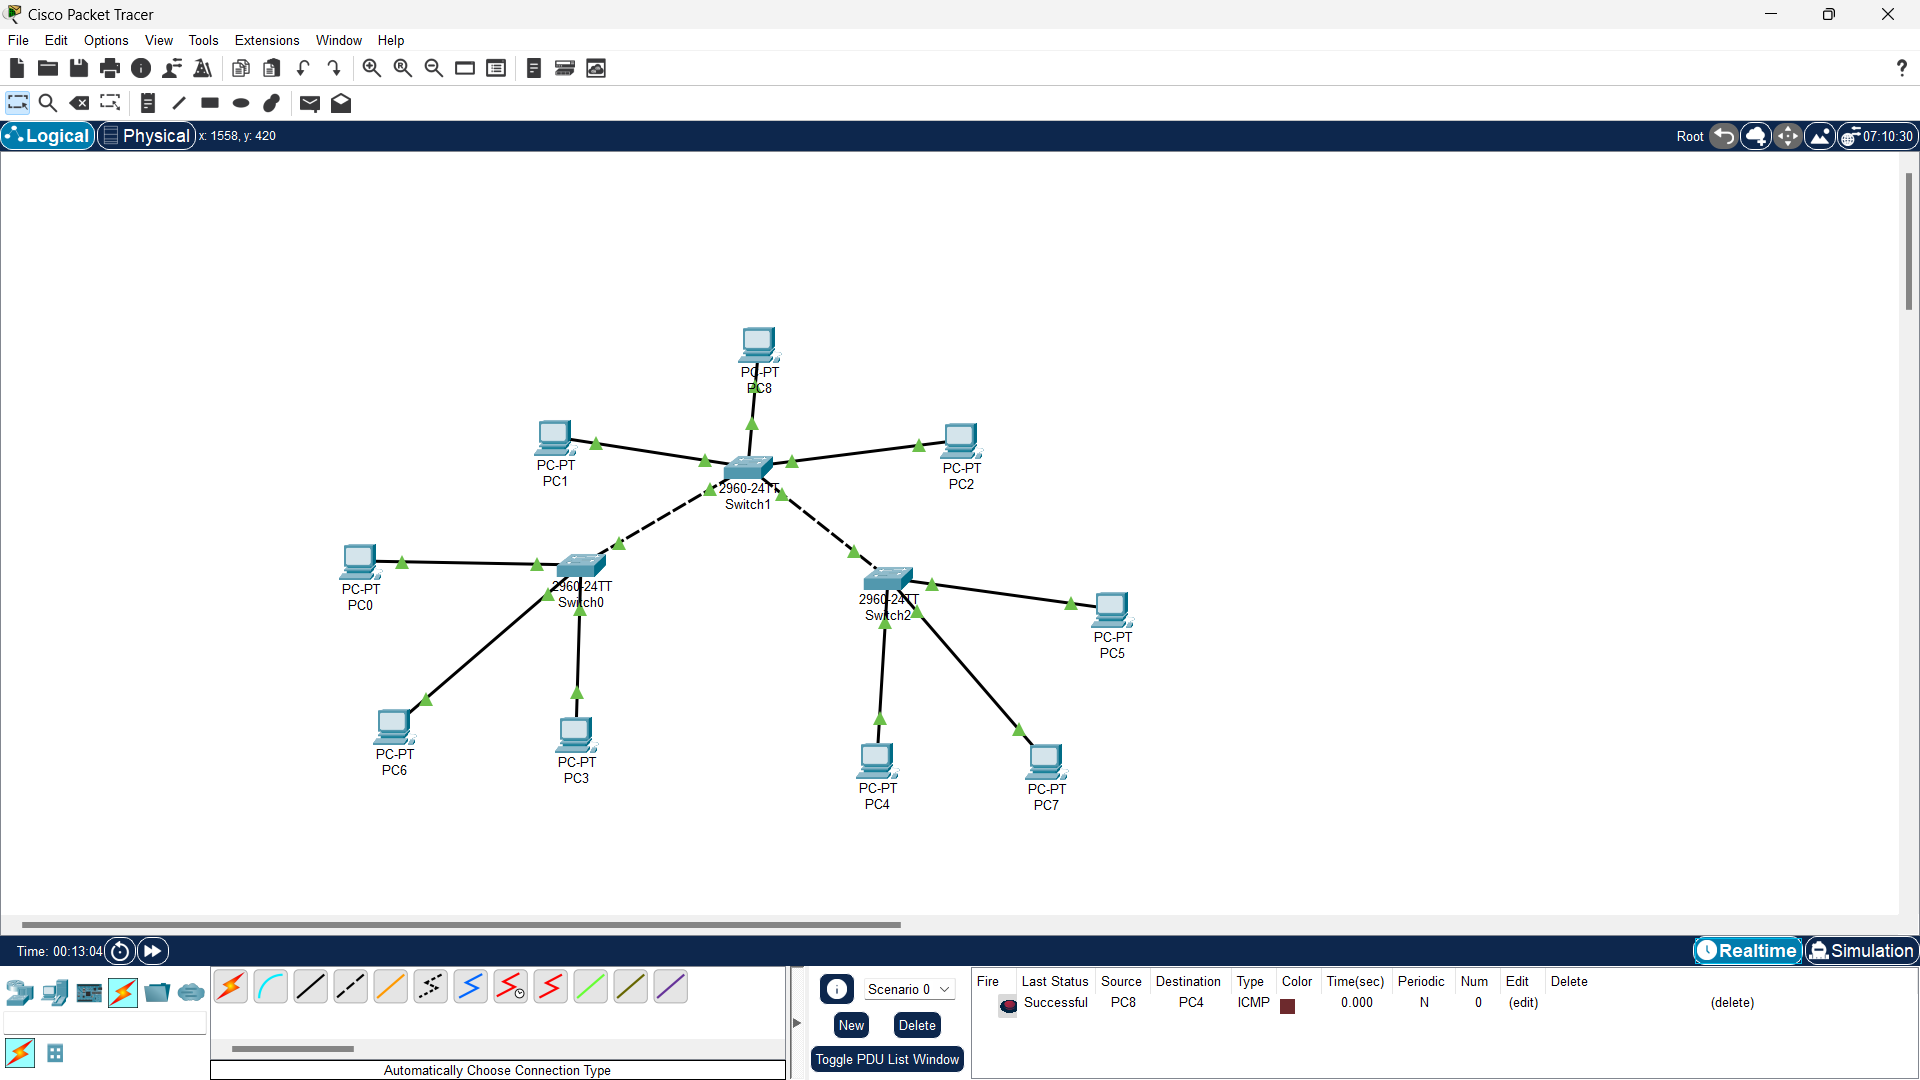 Cisco Packet Tracer
File Edit Options View Tools Extensions Window Help
?
Logical Physical x: 1558, y: 420 Root 07:10:30
PC-PT
PC8
PC-PT
PC1
PC-PT
PC2
2960-24TT
Switch1
PC-PT
PC0
2960-24TT
Switch0
2960-24TT
Switch2
PC-PT
PC5
PC-PT
PC6
PC-PT
PC3
PC-PT
PC4
PC-PT
PC7
Time: 00:13:04 Realtime Simulation
Scenario 0
New Delete
Toggle PDU List Window
Fire Last Status Source Destination Type Color Time(sec) Periodic Num Edit Delete
Successful PC8 PC4 ICMP 0.000 N 0 (edit) (delete)
Automatically Choose Connection Type